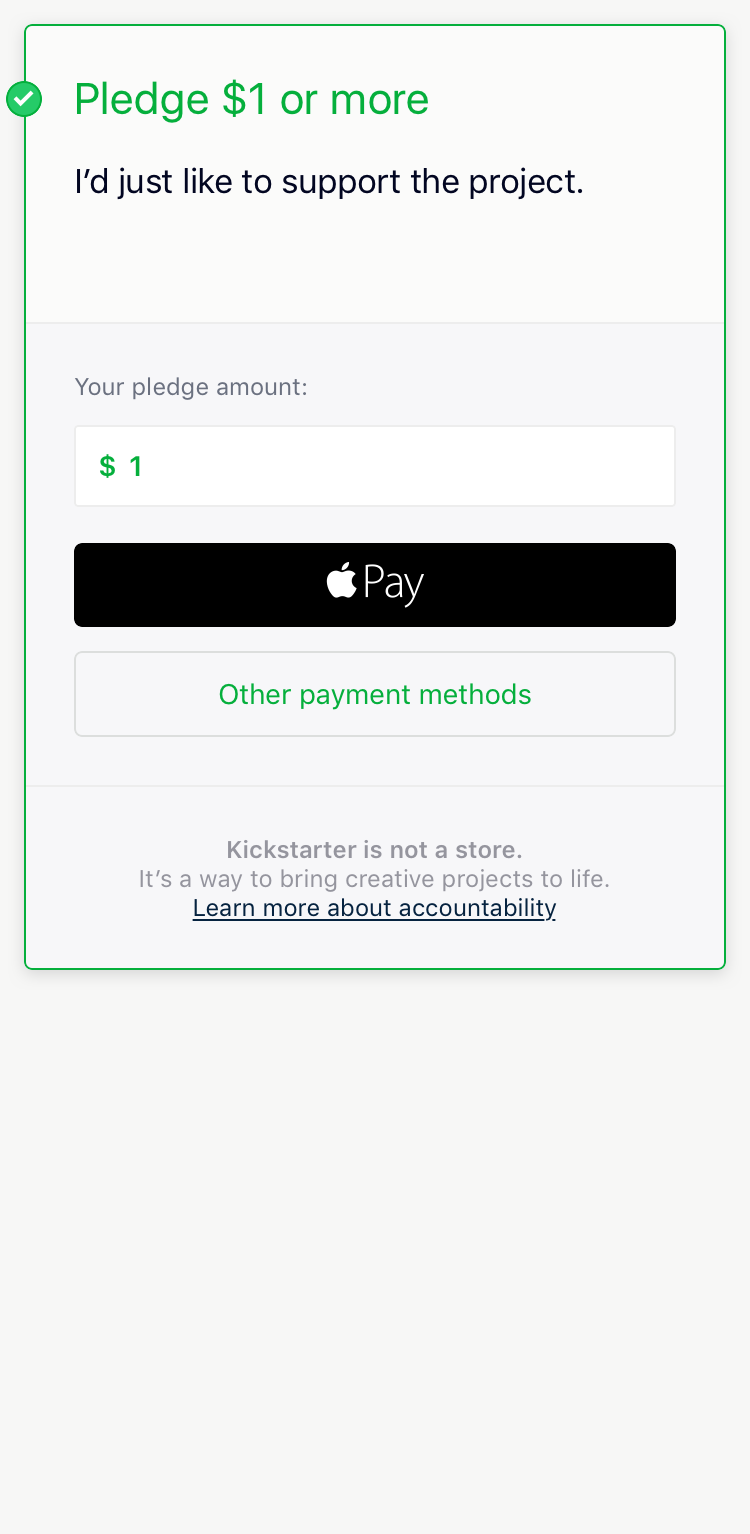 Pledge $1 or more
I’d just like to support the project.
Your pledge amount:
$ 1
Pay
Other payment methods
Kickstarter is not a store.
It’s a way to bring creative projects to life.
Learn more about accountability